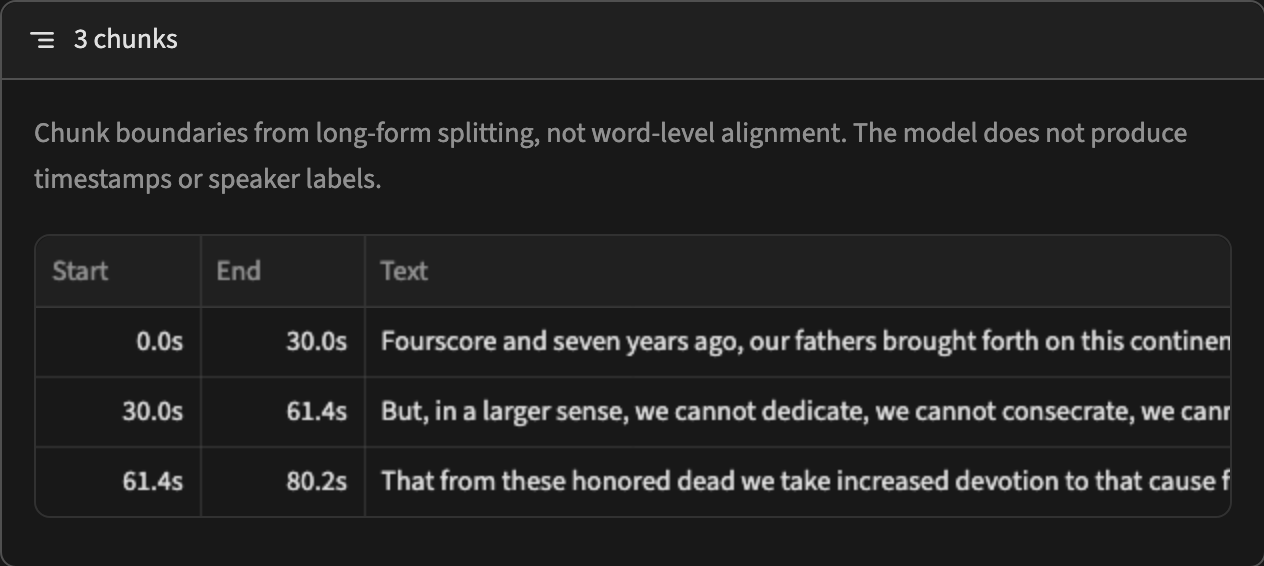 3 chunks
Chunk boundaries from long-form splitting, not word-level alignment. The model does not produce
timestamps or speaker labels.
Start End Text
0.0s 30.0s Fourscore and seven years ago, our fathers brought forth on this continen
30.0s 61.4s But, in a larger sense, we cannot dedicate, we cannot consecrate, we cann
61.4s 80.2s That from these honored dead we take increased devotion to that cause f